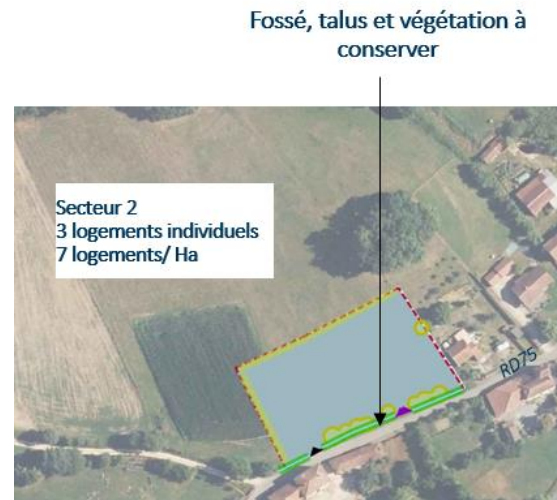 Fossé, talus et végétation à
conserver
Secteur 2
3 logements individuels
7 logements/ Ha
RD75